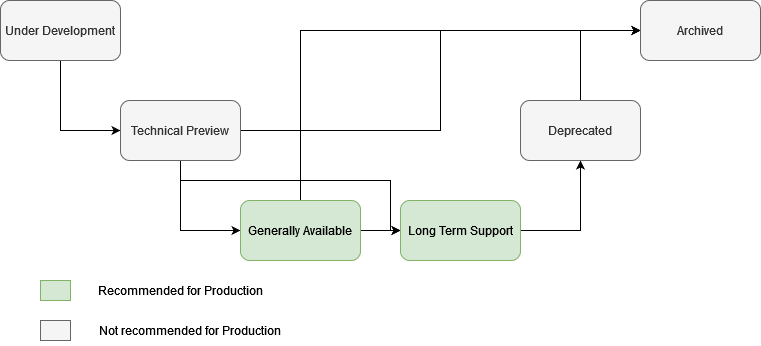 Under Development
Archived
Technical Preview
Deprecated
Generally Available
Long Term Support
Recommended for Production
Not recommended for Production